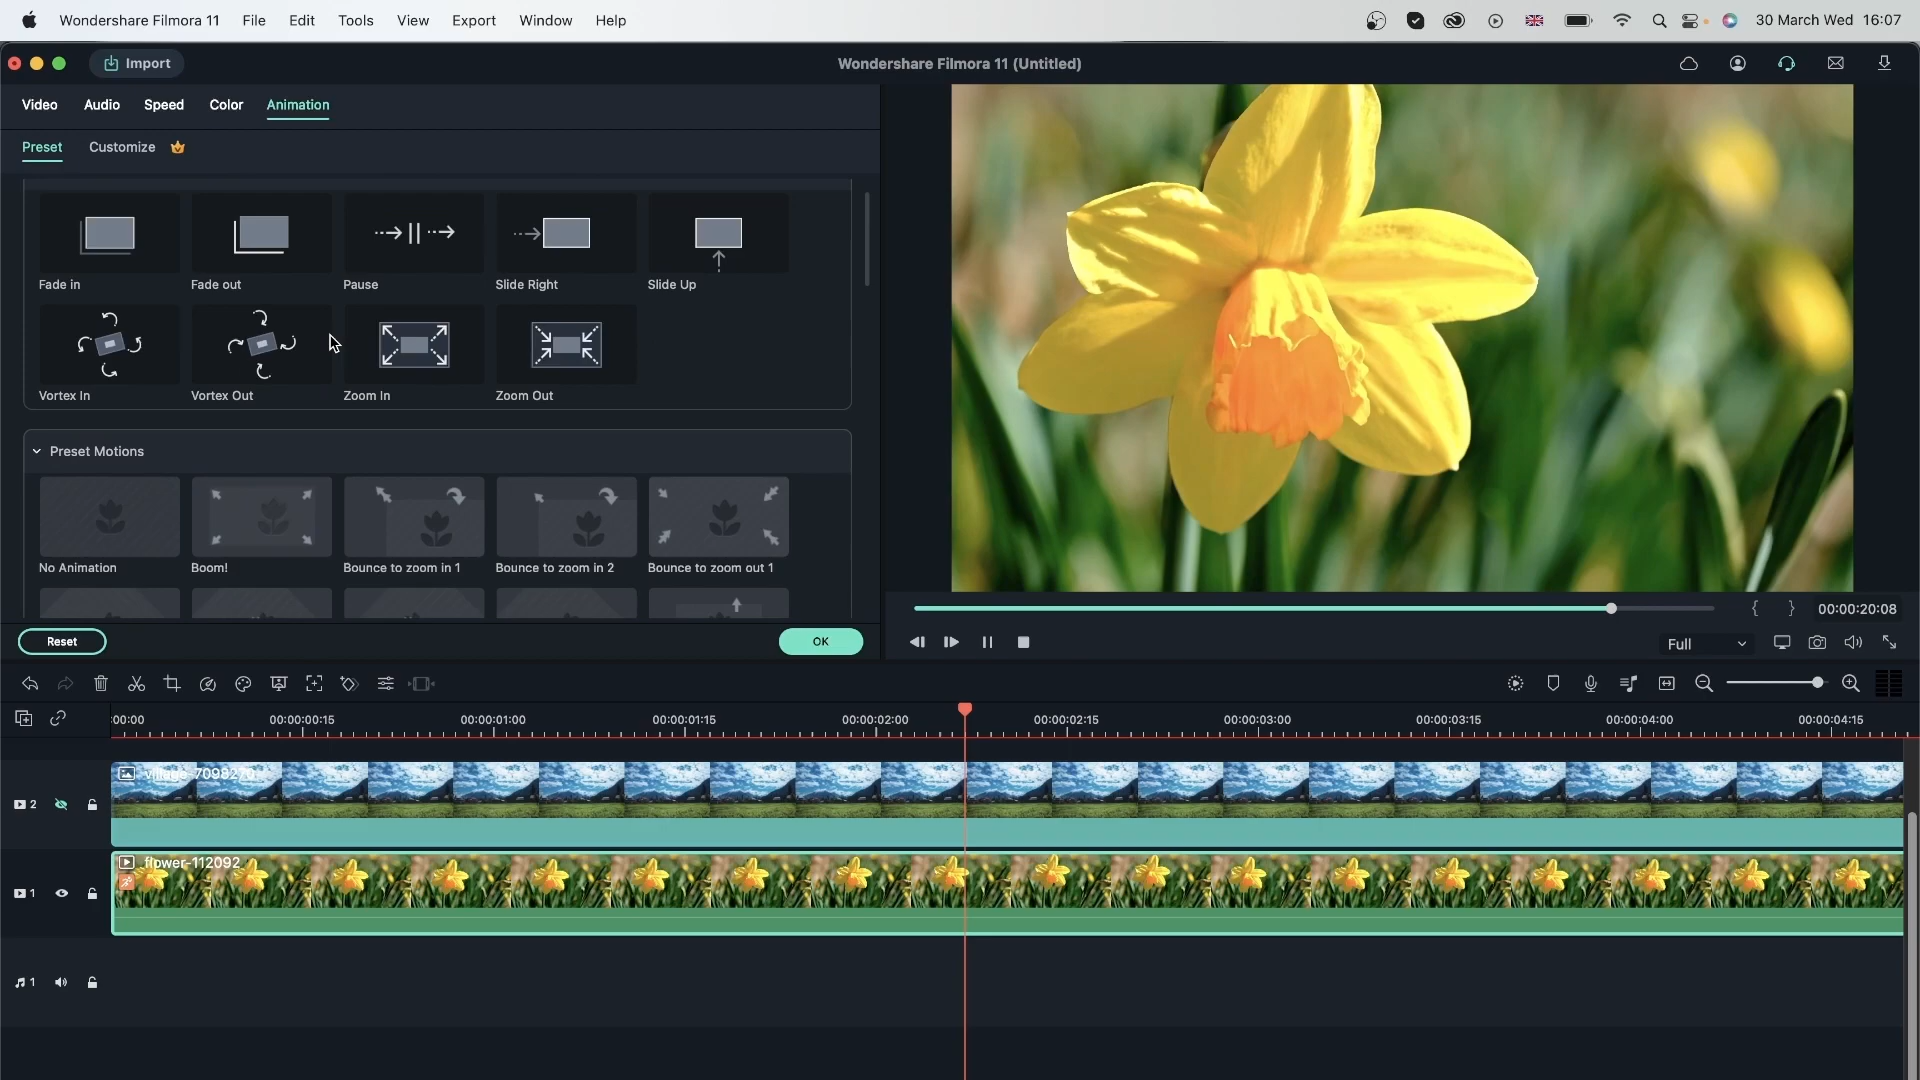 Wondershare Filmora 11 File Edit Tools View Export Window Help 30 March Wed 16:07
Import Wondershare Filmora 11 (Untitled)
Video Audio Speed Color Animation
Preset Customize
Fade in Fade out Pause Slide Right Slide Up
Vortex In Vortex Out Zoom In Zoom Out
Preset Motions
No Animation Boom! Bounce to zoom in 1 Bounce to zoom in 2 Bounce to zoom out 1
{ } 00:00:20:08
Reset OK Full
:00:00 00:00:00:15 00:00:01:00 00:00:01:15 00:00:02:00 00:00:02:15 00:00:03:00 00:00:03:15 00:00:04:00 00:00:04:15
village-7098270
2
flower-112092
1
1